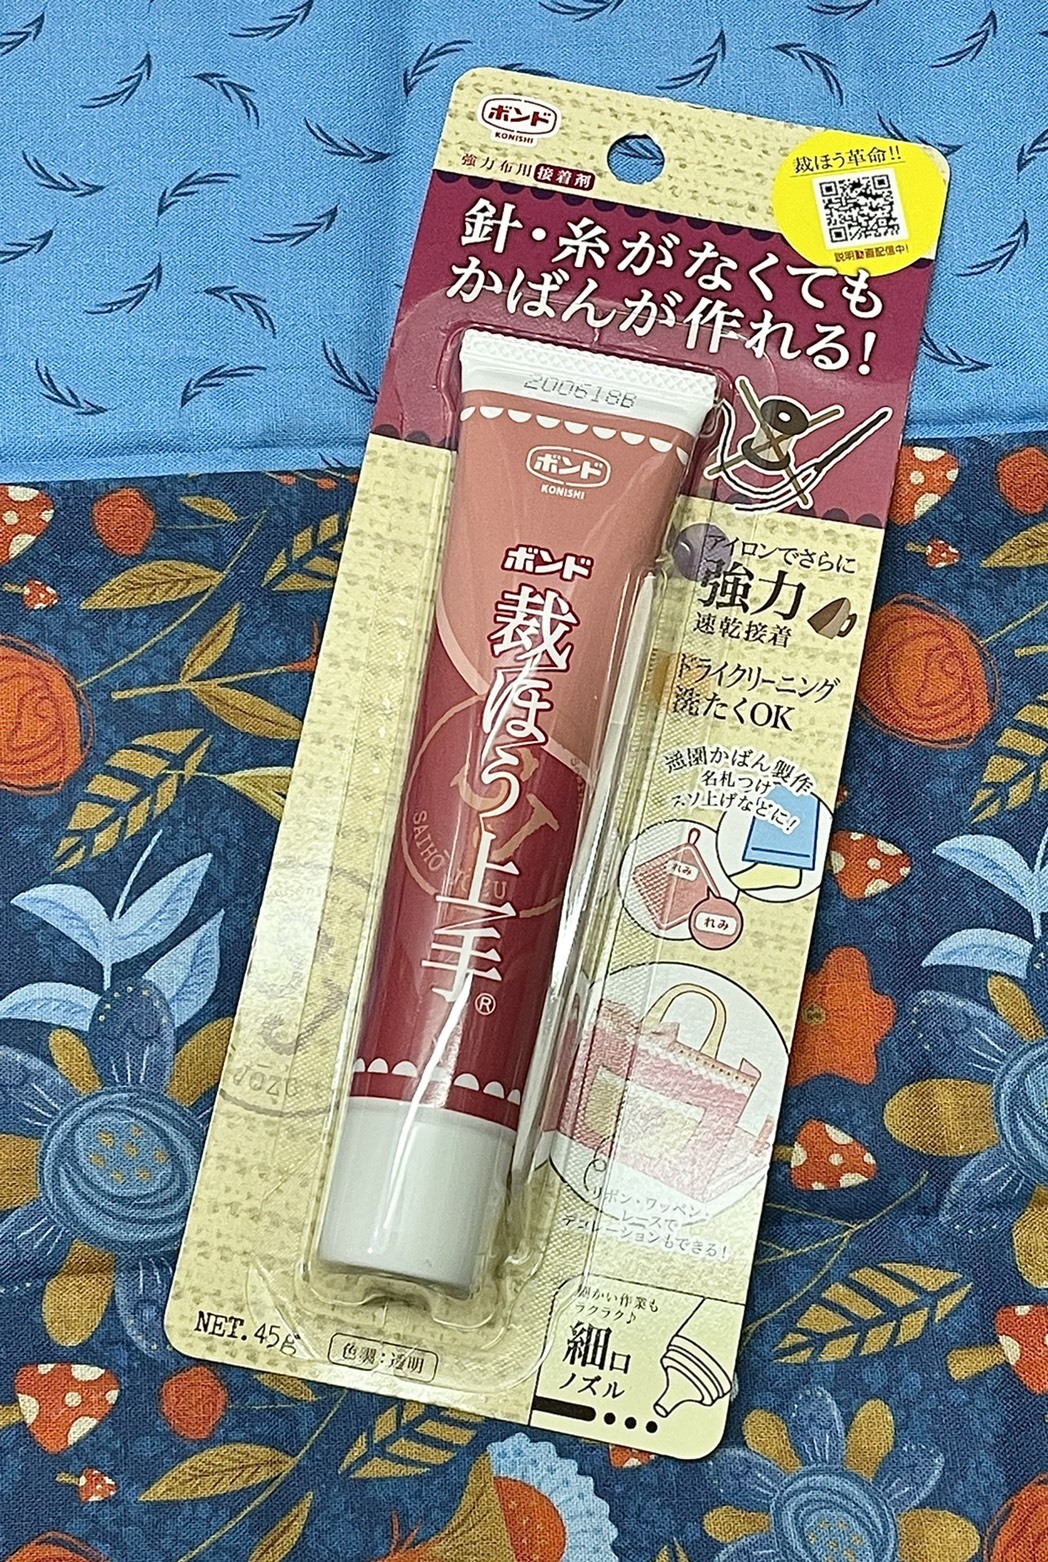 ボンド
KONISHI
強力布用 接着剤
裁ほう革命!!
説明動画配信中!
針・糸がなくても
かばんが作れる!
200618B
ボンド
KONISHI
ボンド
裁ほう上手®
SAIHO
アイロンでさらに
強力
速乾接着
ドライクリーニング
洗たくOK
通園かばん製作
名札つけ
スソ上げなどに!
れみ
れみ
リボン・ワッペン・
レースで
デコレーションもできる!
細かい作業も
ラクラク♪
細口
ノズル
NET. 45g
色調:透明